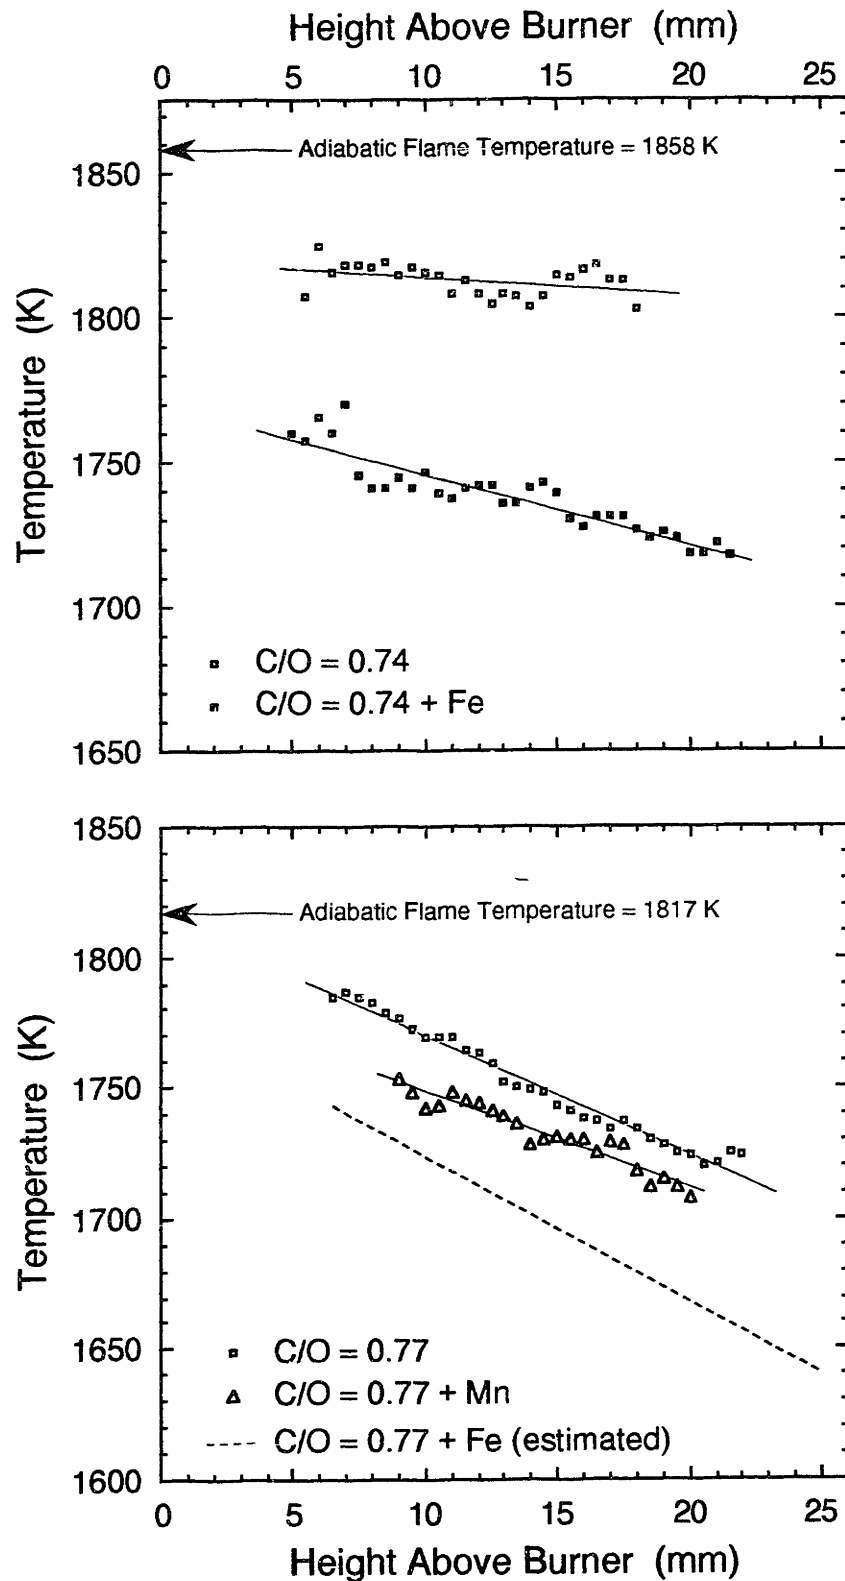 Height Above Burner (mm)
0 5 10 15 20 25
Adiabatic Flame Temperature = 1858 K
1850
1800
1750
1700
1650
Temperature (K)
C/O = 0.74
C/O = 0.74 + Fe
1850
Adiabatic Flame Temperature = 1817 K
1800
1750
1700
1650
1600
Temperature (K)
C/O = 0.77
C/O = 0.77 + Mn
C/O = 0.77 + Fe (estimated)
0 5 10 15 20 25
Height Above Burner (mm)